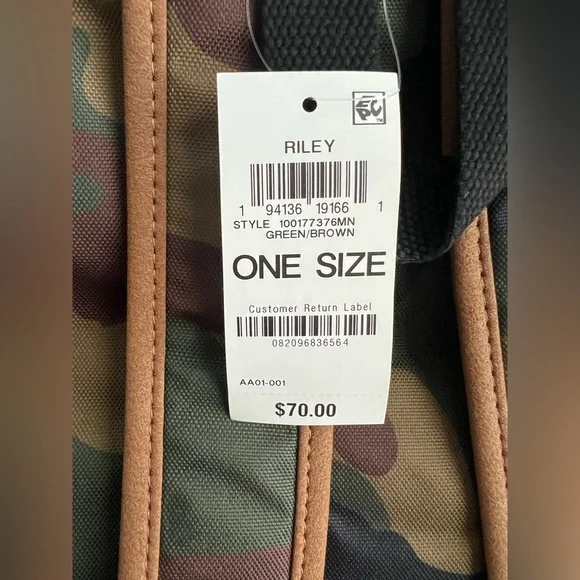 EPC™
RILEY
1 94136 19166 1
STYLE 100177376MN
GREEN/BROWN
ONE SIZE
Customer Return Label
082096836564
AA01-001
$70.00